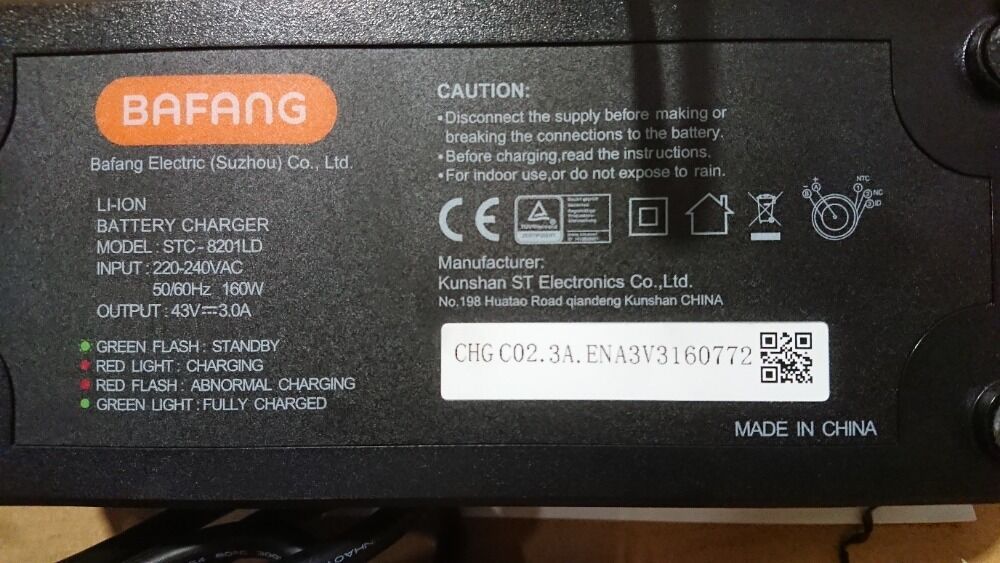 BAFANG
Bafang Electric (Suzhou) Co., Ltd.
LI-ION
BATTERY CHARGER
MODEL : STC - 8201LD
INPUT : 220-240VAC
50/60Hz 160W
OUTPUT : 43V⎓3.0A
GREEN FLASH : STANDBY
RED LIGHT : CHARGING
RED FLASH : ABNORMAL CHARGING
GREEN LIGHT : FULLY CHARGED
CAUTION:
•Disconnect the supply before making or
breaking the connections to the battery.
•Before charging,read the instructions.
•For indoor use,or do not expose to rain.
CE
NTC
+ A B 1 2 NC 3 ID
Manufacturer:
Kunshan ST Electronics Co.,Ltd.
No.198 Huatao Road qiandeng Kunshan CHINA
CHG C02.3A.ENA3V3160772
MADE IN CHINA